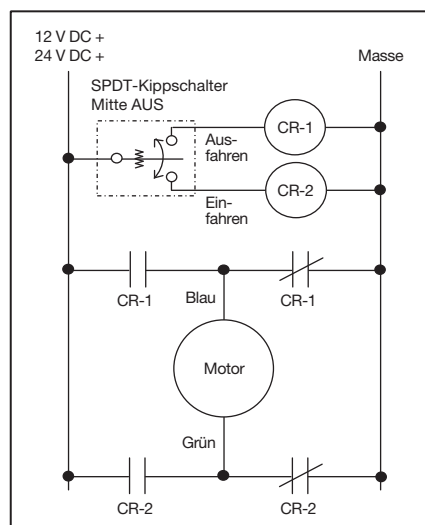 12 V DC +
24 V DC +
Masse
SPDT-Kippschalter
Mitte AUS
Aus-
fahren
CR-1
Ein-
fahren
CR-2
CR-1
Blau
CR-1
Motor
Grün
CR-2
CR-2